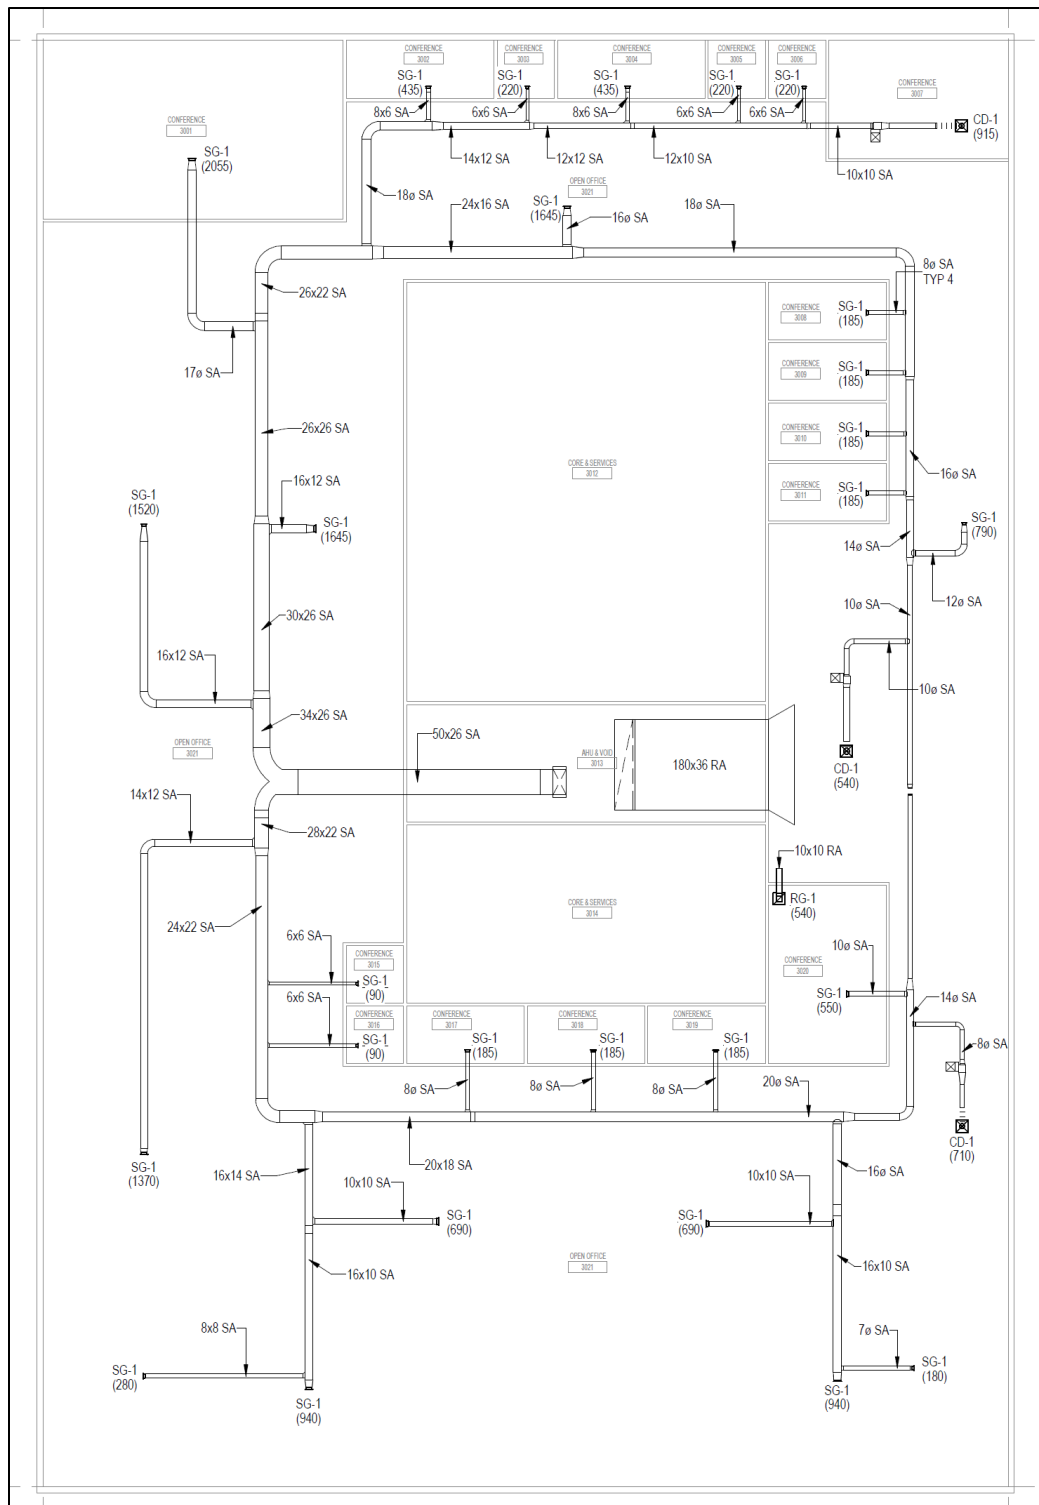 CONFERENCE
3002
CONFERENCE
3003
CONFERENCE
3004
CONFERENCE
3005
CONFERENCE
3006
CONFERENCE
3007
SG-1
(435)
SG-1
(220)
SG-1
(435)
SG-1
(220)
SG-1
(220)
8x6 SA
6x6 SA
8x6 SA
6x6 SA
6x6 SA
CD-1
(915)
CONFERENCE
3001
SG-1
(2055)
14x12 SA
12x12 SA
12x10 SA
10x10 SA
OPEN OFFICE
3021
18ø SA
24x16 SA
SG-1
(1645)
16ø SA
18ø SA
8ø SA
TYP 4
26x22 SA
CONFERENCE
3008
SG-1
(185)
17ø SA
CONFERENCE
3009
SG-1
(185)
26x26 SA
CONFERENCE
3010
SG-1
(185)
CORE & SERVICES
3012
16ø SA
16x12 SA
CONFERENCE
3011
SG-1
(185)
SG-1
(1520)
SG-1
(1645)
SG-1
(790)
14ø SA
10ø SA
12ø SA
30x26 SA
16x12 SA
10ø SA
34x26 SA
50x26 SA
OPEN OFFICE
3021
AHU & VOID
3013
180x36 RA
CD-1
(540)
14x12 SA
28x22 SA
10x10 RA
RG-1
(540)
CORE & SERVICES
3014
24x22 SA
6x6 SA
CONFERENCE
3015
SG-1
(90)
CONFERENCE
3020
10ø SA
SG-1
(550)
14ø SA
6x6 SA
CONFERENCE
3016
SG-1
(90)
CONFERENCE
3017
SG-1
(185)
CONFERENCE
3018
SG-1
(185)
CONFERENCE
3019
SG-1
(185)
8ø SA
8ø SA
8ø SA
8ø SA
20ø SA
CD-1
(710)
SG-1
(1370)
20x18 SA
16x14 SA
10x10 SA
10x10 SA
16ø SA
SG-1
(690)
SG-1
(690)
OPEN OFFICE
3021
16x10 SA
16x10 SA
8x8 SA
7ø SA
SG-1
(280)
SG-1
(940)
SG-1
(940)
SG-1
(180)